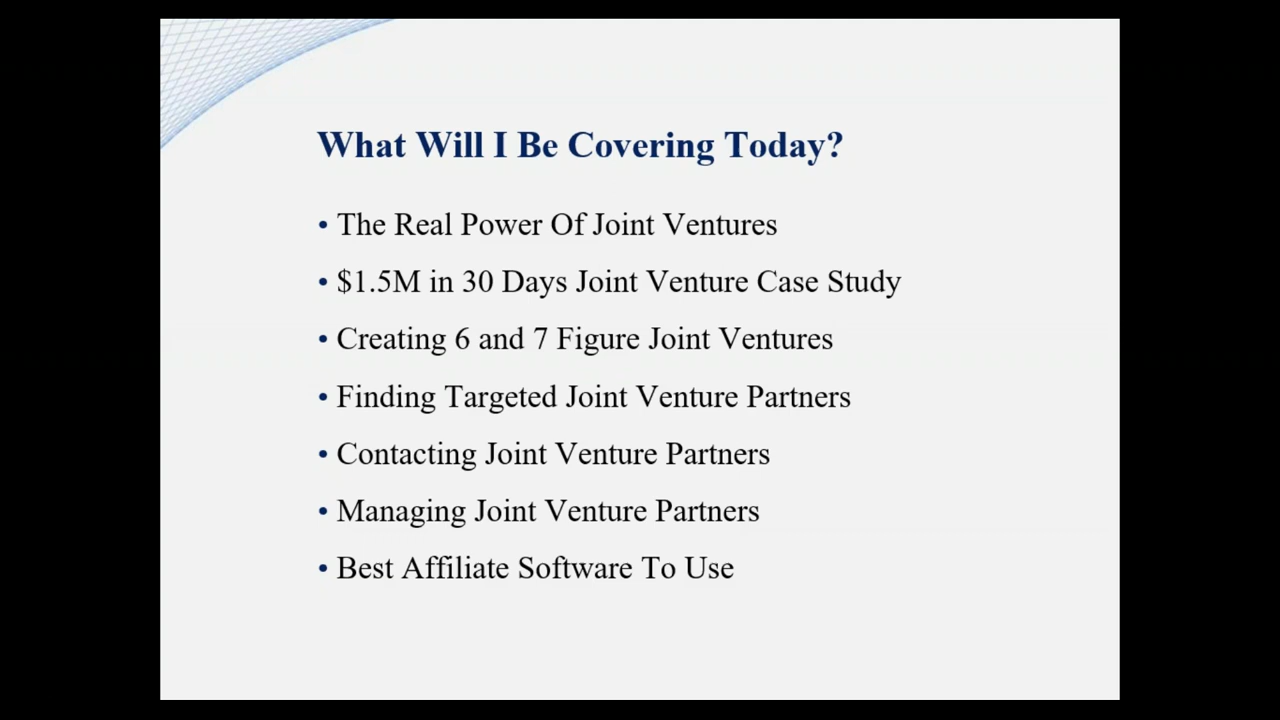 What Will I Be Covering Today?
• The Real Power Of Joint Ventures
• $1.5M in 30 Days Joint Venture Case Study
• Creating 6 and 7 Figure Joint Ventures
• Finding Targeted Joint Venture Partners
• Contacting Joint Venture Partners
• Managing Joint Venture Partners
• Best Affiliate Software To Use